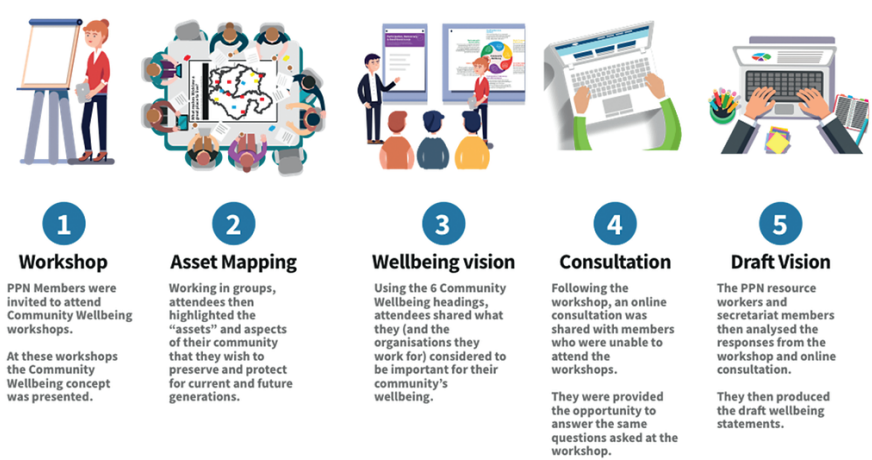 1
Workshop
PPN Members were
invited to attend
Community Wellbeing
workshops.
At these workshops
the Community
Wellbeing concept
was presented.
2
Asset Mapping
Working in groups,
attendees then
highlighted the
“assets” and aspects
of their community
that they wish to
preserve and protect
for current and future
generations.
3
Wellbeing vision
Using the 6 Community
Wellbeing headings,
attendees shared what
they (and the
organisations they
work for) considered to
be important for their
community’s
wellbeing.
4
Consultation
Following the
workshop, an online
consultation was
shared with members
who were unable to
attend the
workshops.
They were provided
the opportunity to
answer the same
questions asked at the
workshop.
5
Draft Vision
The PPN resource
workers and
secretariat members
then analysed the
responses from the
workshop and online
consultation.
They then produced
the draft wellbeing
statements.